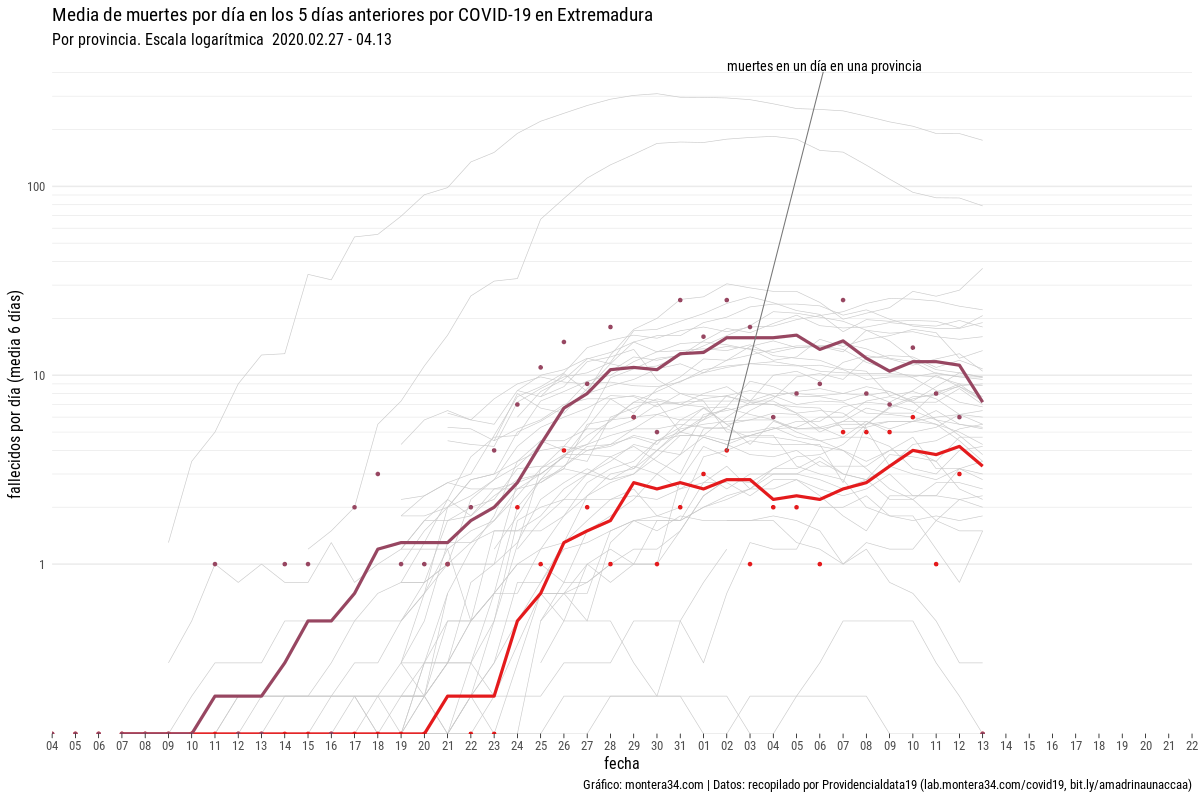 Media de muertes por día en los 5 días anteriores por COVID-19 en Extremadura
Por provincia. Escala logarítmica 2020.02.27 - 04.13
muertes en un día en una provincia
fallecidos por día (media 6 días)
100
10
1
04 05 06 07 08 09 10 11 12 13 14 15 16 17 18 19 20 21 22 23 24 25 26 27 28 29 30 31 01 02 03 04 05 06 07 08 09 10 11 12 13 14 15 16 17 18 19 20 21 22
fecha
Gráfico: montera34.com | Datos: recopilado por Providencialdata19 (lab.montera34.com/covid19, bit.ly/amadrinaunaccaa)